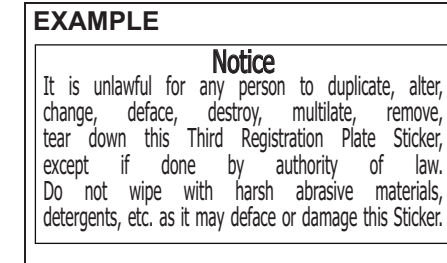 EXAMPLE
Notice
It is unlawful for any person to duplicate, alter,
change, deface, destroy, multilate, remove,
tear down this Third Registration Plate Sticker,
except if done by authority of law.
Do not wipe with harsh abrasive materials,
detergents, etc. as it may deface or damage this Sticker.